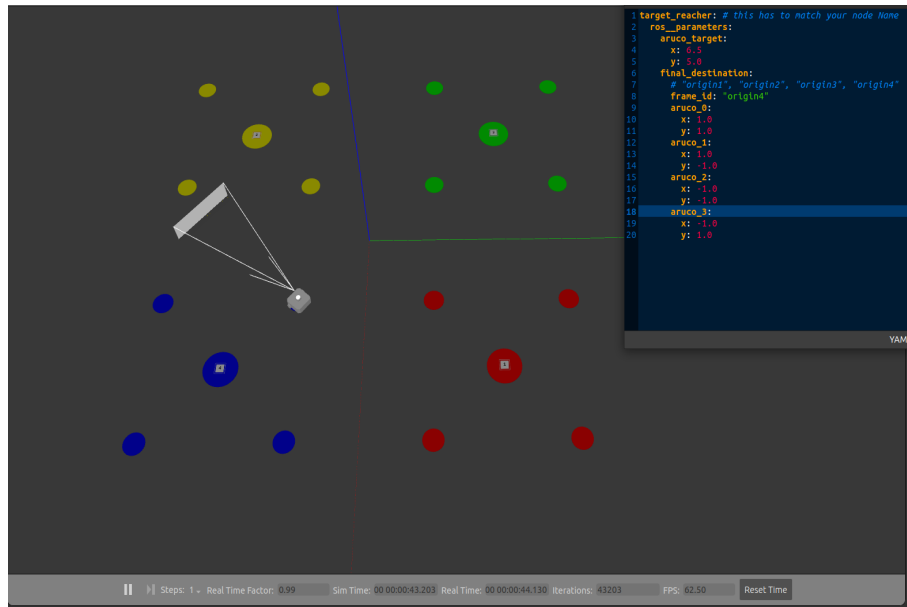 1 target_reacher: # this has to match your node Name
2 ros__parameters:
3 aruco_target:
4 x: 6.5
5 y: 5.0
6 final_destination:
7 # "origin1", "origin2", "origin3", "origin4"
8 frame_id: "origin4"
9 aruco_0:
10 x: 1.0
11 y: 1.0
12 aruco_1:
13 x: 1.0
14 y: -1.0
15 aruco_2:
16 x: -1.0
17 y: -1.0
18 aruco_3:
19 x: -1.0
20 y: 1.0
YAM
Steps: 1 Real Time Factor: 0.99 Sim Time: 00 00:00:43.203 Real Time: 00 00:00:44.130 Iterations: 43203 FPS: 62.50 Reset Time